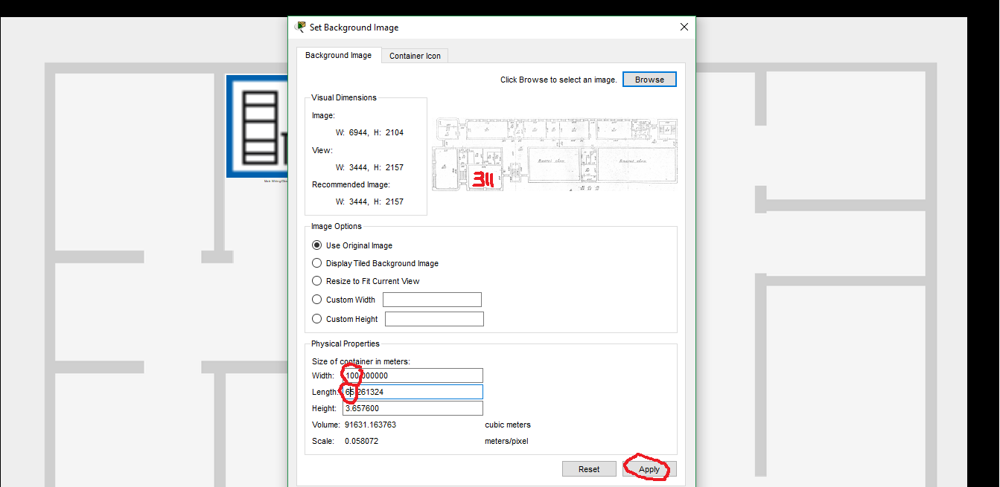 Set Background Image
Background Image
Container Icon
Click Browse to select an image.
Browse
Visual Dimensions
Image:
W: 6944, H: 2104
View:
W: 3444, H: 2157
Recommended Image:
W: 3444, H: 2157
311
Image Options
Use Original Image
Display Tiled Background Image
Resize to Fit Current View
Custom Width
Custom Height
Physical Properties
Size of container in meters:
Width: 100.000000
Length: 65.261324
Height: 3.657600
Volume: 91631.163763 cubic meters
Scale: 0.058072 meters/pixel
Reset
Apply